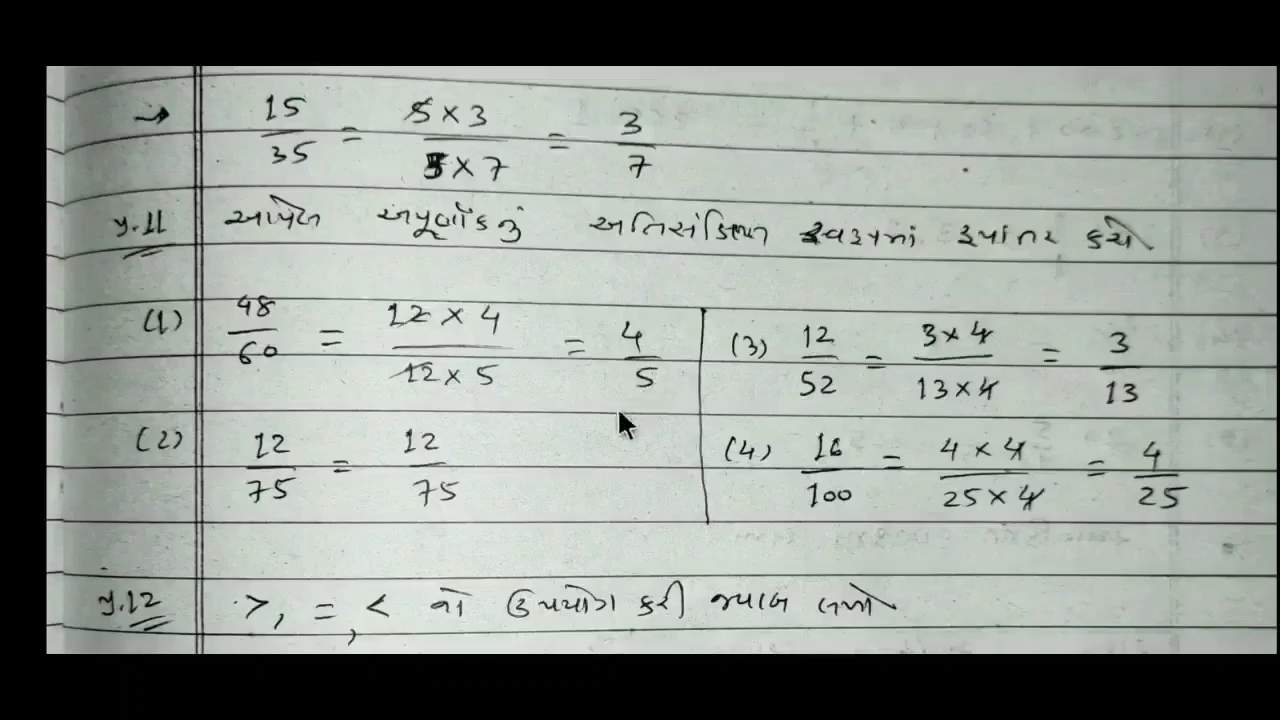 → 15/35 = 5 × 3 / 5 × 7 = 3/7
પ્ર.11 આપેલ અપૂર્ણાંકનું અતિસંક્ષિપ્ત સ્વરૂપમાં રૂપાંતર કરો
(1) 48/60 = 12 × 4 / 12 × 5 = 4/5
(2) 12/75 = 12/75
(3) 12/52 = 3 × 4 / 13 × 4 = 3/13
(4) 16/100 = 4 × 4 / 25 × 4 = 4/25
પ્ર.12 >, =, < નો ઉપયોગ કરી જવાબ લખો